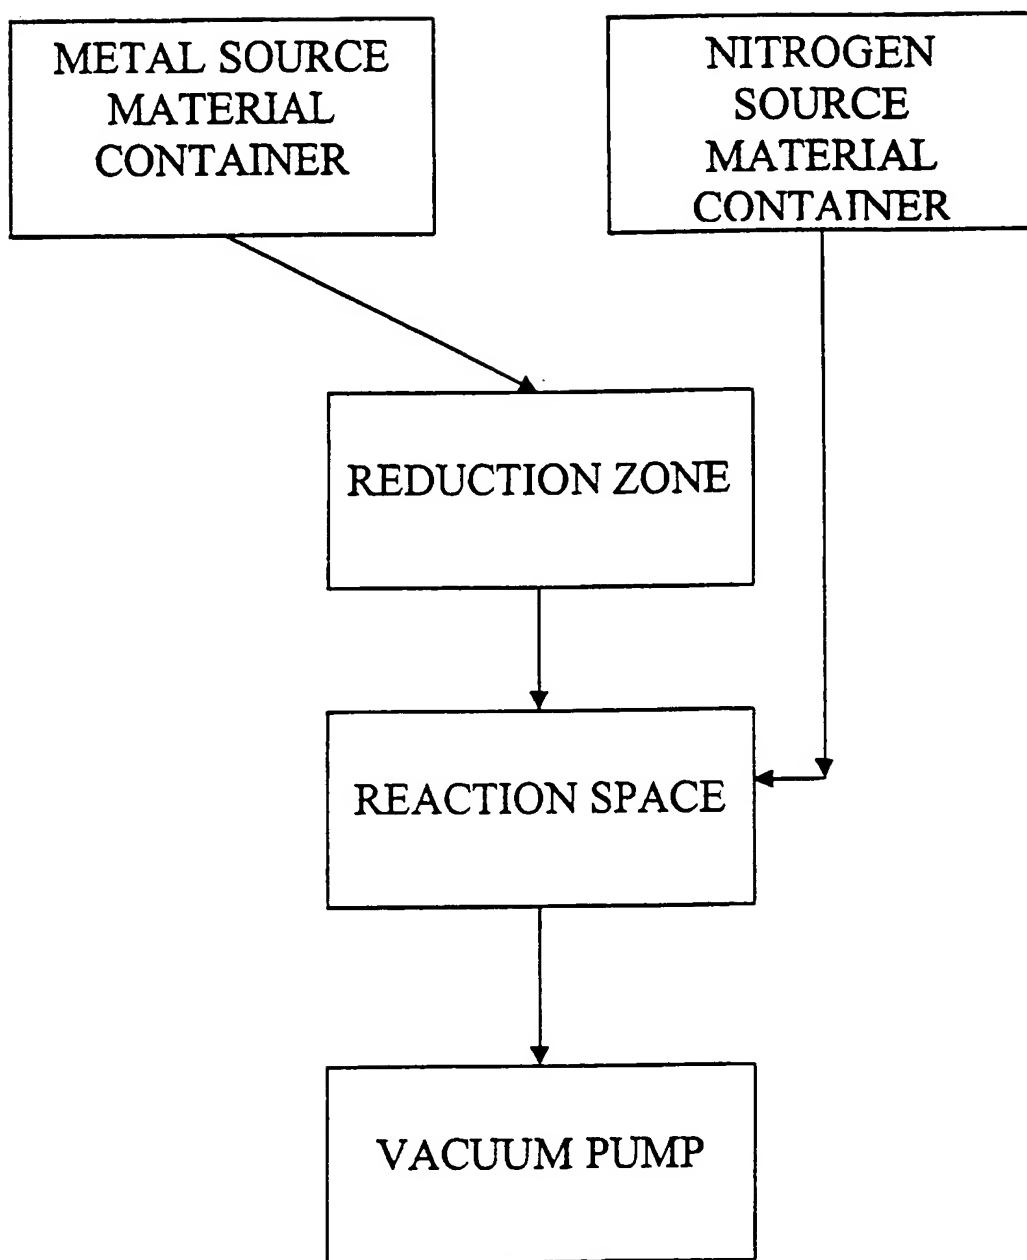 METAL SOURCE
MATERIAL
CONTAINER
NITROGEN
SOURCE
MATERIAL
CONTAINER
REDUCTION ZONE
REACTION SPACE
VACUUM PUMP